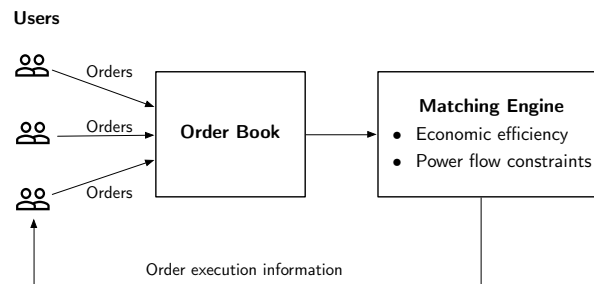 Users
Orders
Orders
Orders
Order Book
Matching Engine
● Economic efficiency
● Power flow constraints
Order execution information